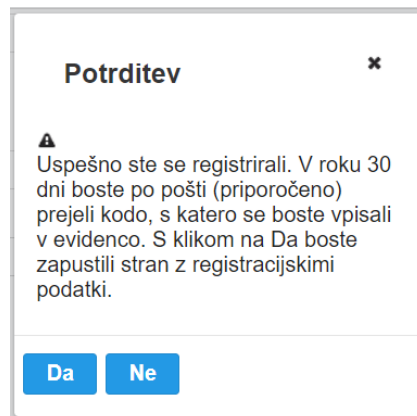 Potrditev
Uspešno ste se registrirali. V roku 30
dni boste po pošti (priporočeno)
prejeli kodo, s katero se boste vpisali
v evidenco. S klikom na Da boste
zapustili stran z registracijskimi
podatki.
Da
Ne